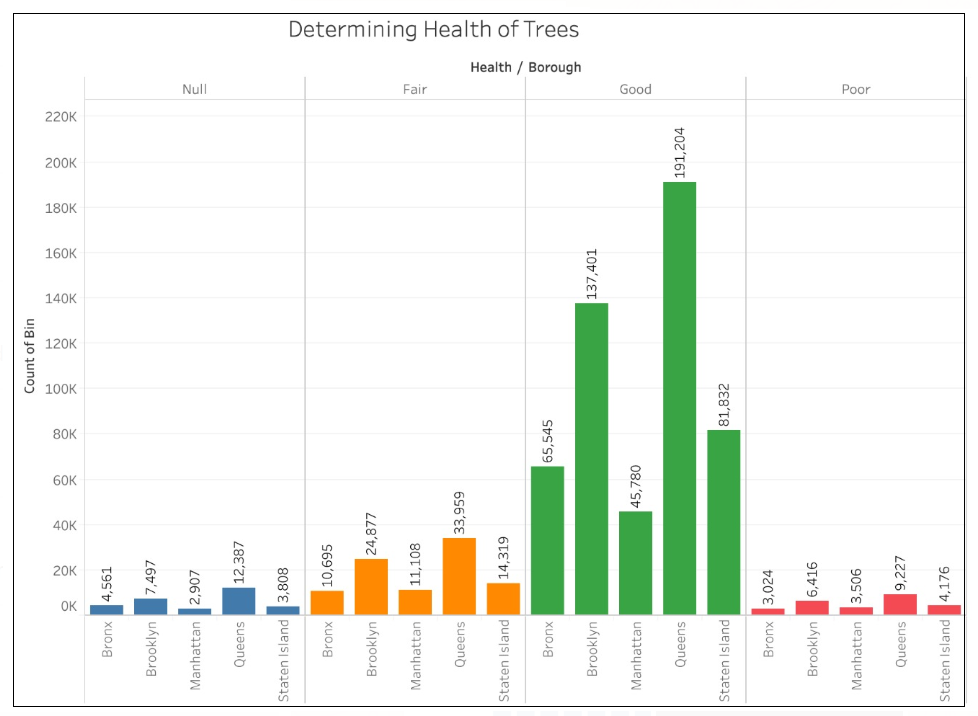 Determining Health of Trees
Health / Borough
Null Fair Good Poor
Count of Bin
220K
200K
180K
160K
140K
120K
100K
80K
60K
40K
20K
0K
4,561 7,497 2,907 12,387 3,808 10,695 24,877 11,108 33,959 14,319 65,545 137,401 45,780 191,204 81,832 3,024 6,416 3,506 9,227 4,176
Bronx Brooklyn Manhattan Queens Staten Island Bronx Brooklyn Manhattan Queens Staten Island Bronx Brooklyn Manhattan Queens Staten Island Bronx Brooklyn Manhattan Queens Staten Island